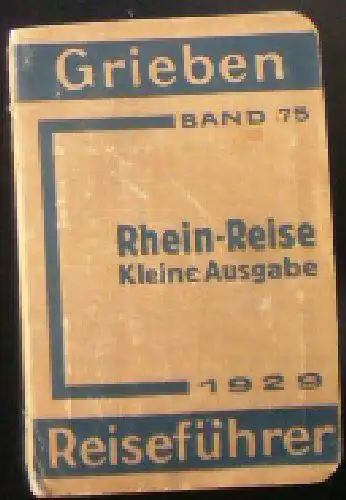 Grieben
BAND 75
Rhein-Reise
Kleine Ausgabe
1929
Reiseführer